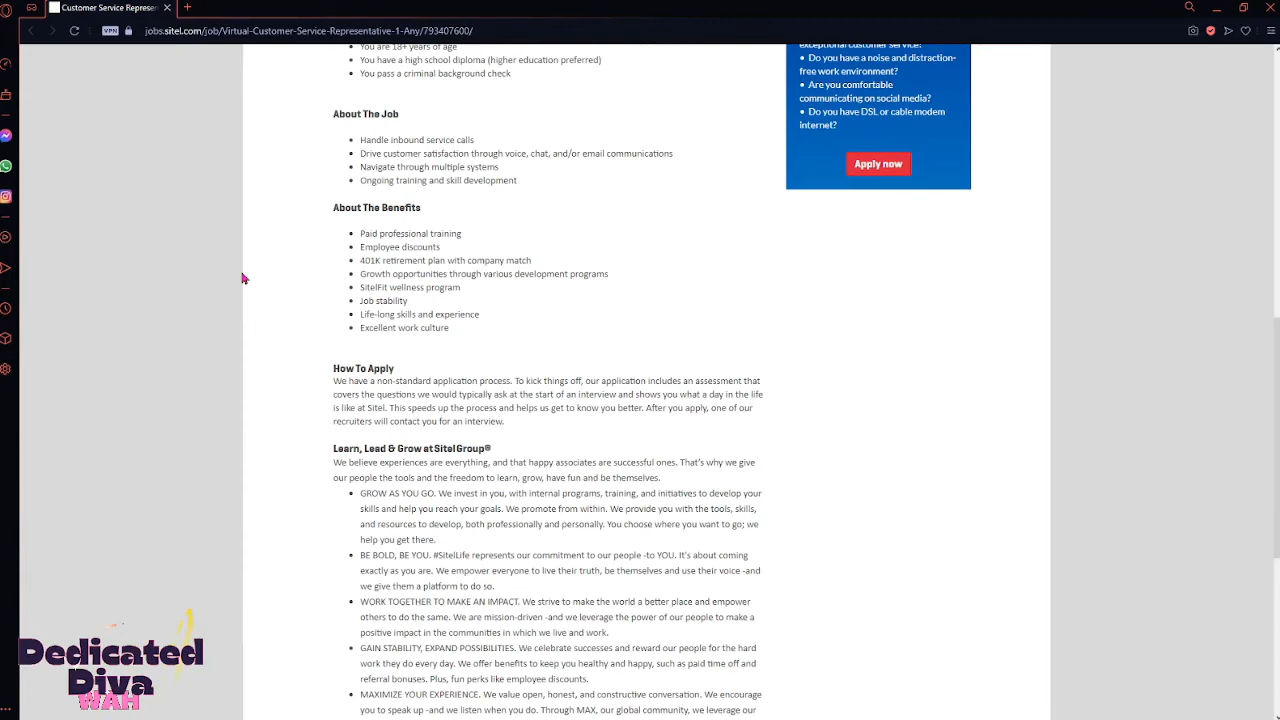 Customer Service Represer
VPN
jobs.sitel.com/job/Virtual-Customer-Service-Representative-1-Any/793407600/
You are 18+ years of age
You have a high school diploma (higher education preferred)
You pass a criminal background check
About The Job
Handle inbound service calls
Drive customer satisfaction through voice, chat, and/or email communications
Navigate through multiple systems
Ongoing training and skill development
About The Benefits
Paid professional training
Employee discounts
401K retirement plan with company match
Growth opportunities through various development programs
SitelFit wellness program
Job stability
Life-long skills and experience
Excellent work culture
How To Apply
We have a non-standard application process. To kick things off, our application includes an assessment that
covers the questions we would typically ask at the start of an interview and shows you what a day in the life
is like at Sitel. This speeds up the process and helps us get to know you better. After you apply, one of our
recruiters will contact you for an interview.
Learn, Lead & Grow at Sitel Group®
We believe experiences are everything, and that happy associates are successful ones. That's why we give
our people the tools and the freedom to learn, grow, have fun and be themselves.
GROW AS YOU GO. We invest in you, with internal programs, training, and initiatives to develop your
skills and help you reach your goals. We promote from within. We provide you with the tools, skills,
and resources to develop, both professionally and personally. You choose where you want to go; we
help you get there.
BE BOLD, BE YOU. #SitelLife represents our commitment to our people -to YOU. It's about coming
exactly as you are. We empower everyone to live their truth, be themselves and use their voice -and
we give them a platform to do so.
WORK TOGETHER TO MAKE AN IMPACT. We strive to make the world a better place and empower
others to do the same. We are mission-driven -and we leverage the power of our people to make a
positive impact in the communities in which we live and work.
GAIN STABILITY, EXPAND POSSIBILITIES. We celebrate successes and reward our people for the hard
work they do every day. We offer benefits to keep you healthy and happy, such as paid time off and
referral bonuses. Plus, fun perks like employee discounts.
MAXIMIZE YOUR EXPERIENCE. We value open, honest, and constructive conversation. We encourage
you to speak up -and we listen when you do. Through MAX, our global community, we leverage our
exceptional customer service?
• Do you have a noise and distraction-
free work environment?
• Are you comfortable
communicating on social media?
• Do you have DSL or cable modem
internet?
Apply now
Dedicated
Diva
WAH